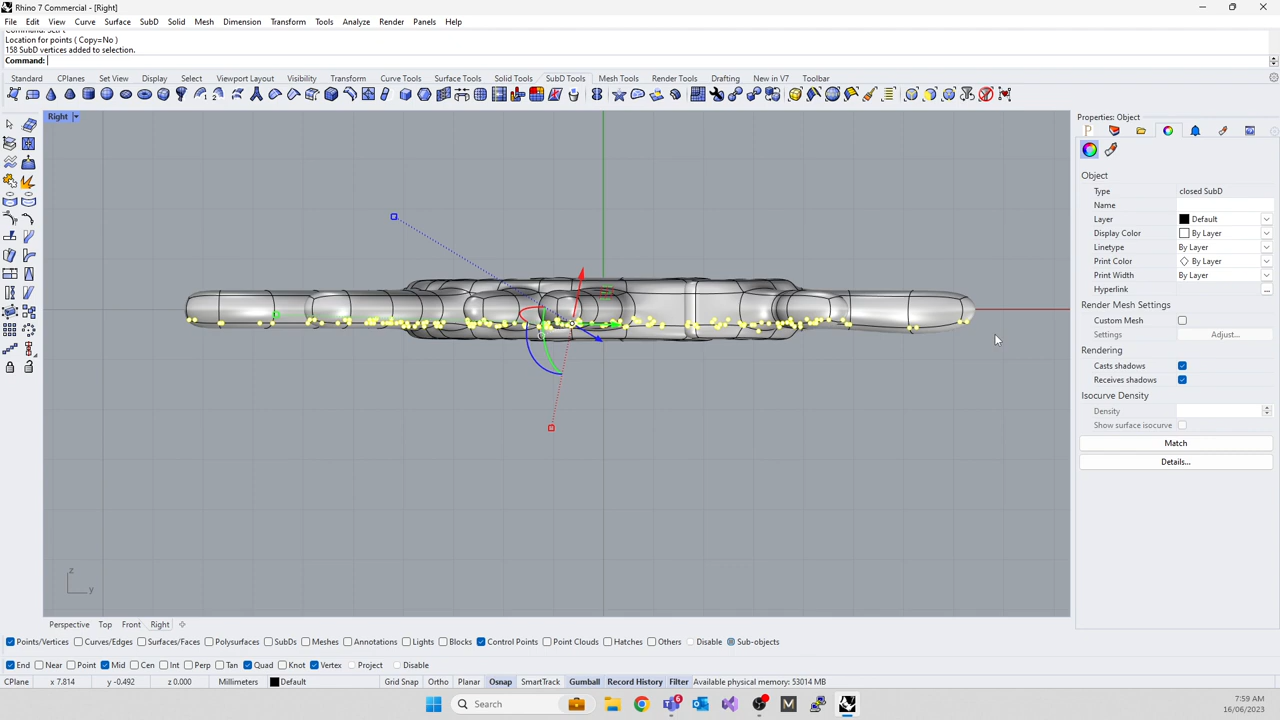 Rhino 7 Commercial - [Right]
File Edit View Curve Surface SubD Solid Mesh Dimension Transform Tools Analyze Render Panels Help
Location for points ( Copy=No )
158 SubD vertices added to selection.
Command:
Standard CPlanes Set View Display Select Viewport Layout Visibility Transform Curve Tools Surface Tools Solid Tools SubD Tools Mesh Tools Render Tools Drafting New in V7 Toolbar
Right
Properties: Object
Object
Type closed SubD
Name
Layer Default
Display Color By Layer
Linetype By Layer
Print Color By Layer
Print Width By Layer
Hyperlink ...
Render Mesh Settings
Custom Mesh
Settings Adjust...
Rendering
Casts shadows
Receives shadows
Isocurve Density
Density
Show surface isocurve
Match
Details...
z
y
Perspective Top Front Right
Points/Vertices Curves/Edges Surfaces/Faces Polysurfaces SubDs Meshes Annotations Lights Blocks Control Points Point Clouds Hatches Others Disable Sub-objects
End Near Point Mid Cen Int Perp Tan Quad Knot Vertex Project Disable
CPlane x 7.814 y -0.492 z 0.000 Millimeters Default Grid Snap Ortho Planar Osnap SmartTrack Gumball Record History Filter Available physical memory: 53014 MB
Search
6
M
7:59 AM
16/06/2023